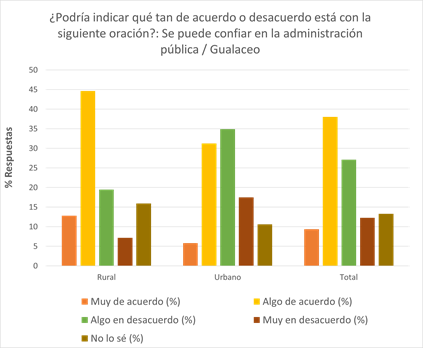 ¿Podría indicar qué tan de acuerdo o desacuerdo está con la
siguiente oración?: Se puede confiar en la administración
pública / Gualaceo
50
45
40
35
30
25
20
15
10
5
0
% Respuestas
Rural
Urbano
Total
Muy de acuerdo (%)
Algo de acuerdo (%)
Algo en desacuerdo (%)
Muy en desacuerdo (%)
No lo sé (%)